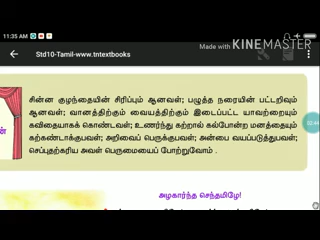 11:35 AM
Made with KINEMASTER
Std10-Tamil-www.tntextbooks
சின்ன குழந்தையின் சிரிப்பும் ஆனவள்; பழுத்த நரையின் பட்டறிவும்
ஆனவள்; வானத்திற்கும் வையத்திற்கும் இடைப்பட்ட யாவற்றையும்
கவிதையாகக் கொண்டவள்; உணர்ந்து கற்றால் கல்போன்ற மனத்தையும்
கற்கண்டாக்குபவள்; அறிவைப் பெருக்குபவள்; அன்பை வயப்படுத்துபவள்;
செப்புதற்கரிய அவள் பெருமையைப் போற்றுவோம் .
அழகார்ந்த செந்தமிழே!